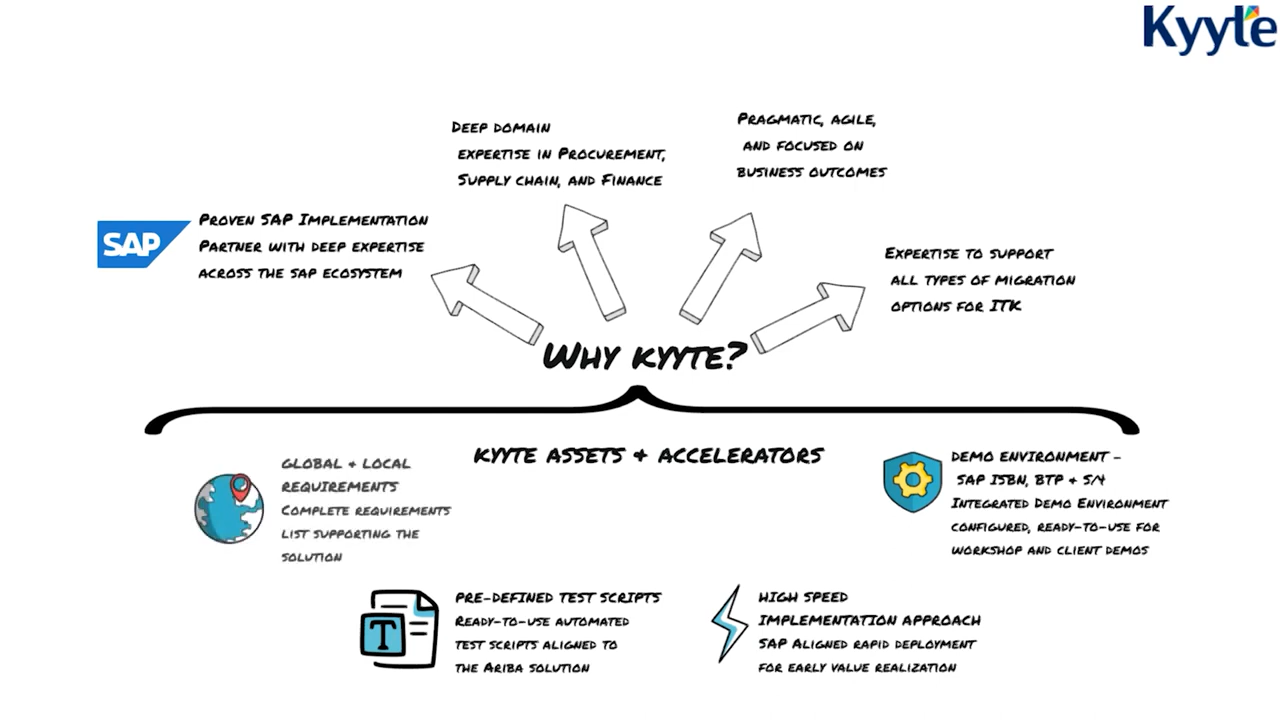 Kyyte
Deep domain
expertise in Procurement,
Supply chain, and Finance
Pragmatic, agile,
and focused on
business outcomes
SAP
Proven SAP Implementation
Partner with deep expertise
across the sap ecosystem
Expertise to support
all types of migration
options for ITK
Why kyyte?
KYYTE ASSETS + ACCELERATORS
GLOBAL + LOCAL
REQUIREMENTS
Complete requirements
list supporting the
solution
DEMO ENVIRONMENT –
SAP ISBN, BTP + S/4
Integrated Demo Environment
configured, ready-to-use for
workshop and client demos
T
PRE-DEFINED TEST SCRIPTS
Ready-to-use automated
test scripts aligned to
the Ariba solution
HIGH SPEED
IMPLEMENTATION APPROACH
SAP Aligned rapid deployment
for early value realization